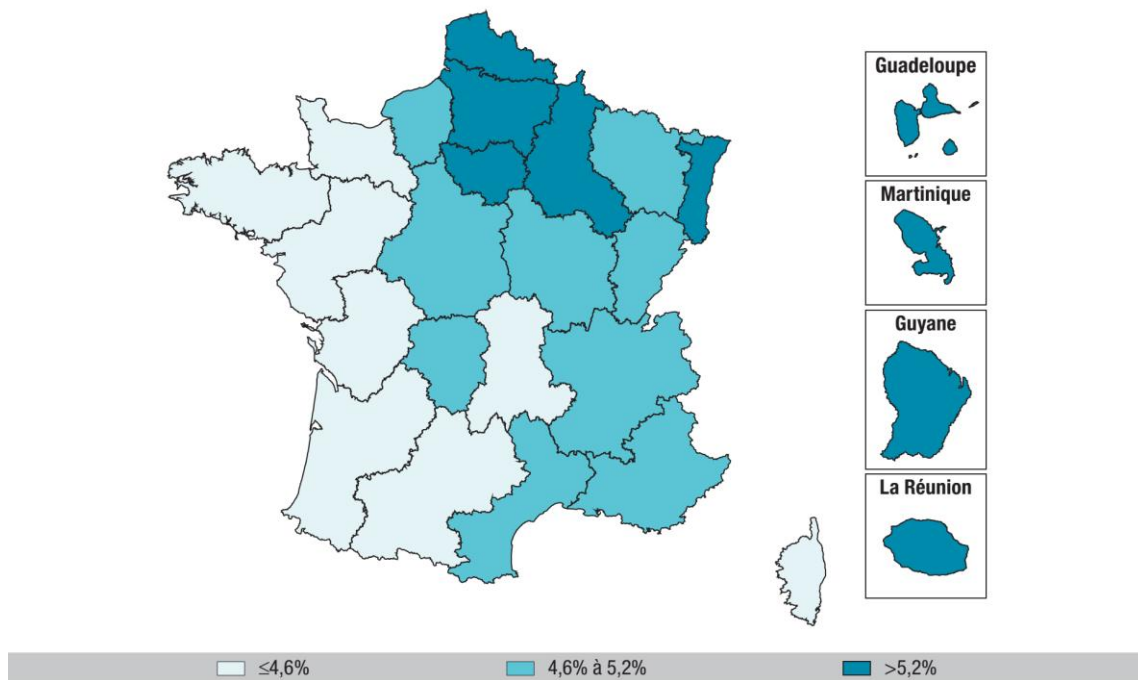 Guadeloupe
Martinique
Guyane
La Réunion
≤4,6% 4,6% à 5,2% >5,2%